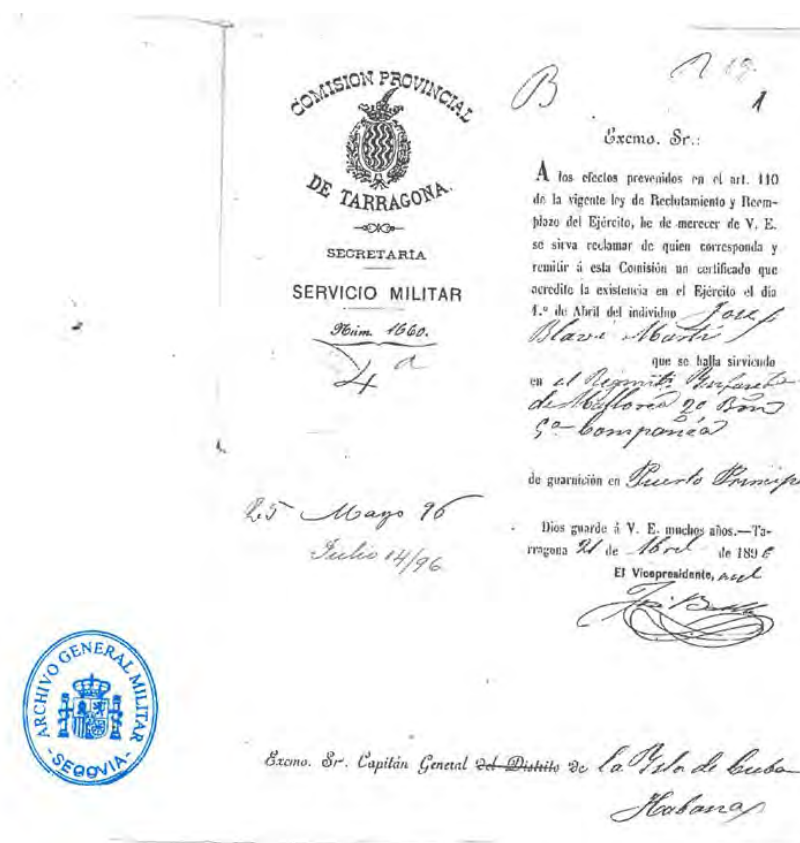 COMISION PROVINCIAL
DE TARRAGONA.
SECRETARÍA
SERVICIO MILITAR
Núm. 1660.
4ª
25 Mayo 96
Julio 14/96
B
1
Excmo. Sr.:
A los efectos prevenidos en el art. 110
de la vigente ley de Reclutamiento y Reem-
plazo del Ejército, he de merecer de V. E.
se sirva reclamar de quien corresponda y
remitir á esta Comisión un certificado que
acredite la existencia en el Ejército el dia
1.º de Abril del individuo José
Blavi Martí
que se halla sirviendo
en el Regimto Infanta
de Mallorca 2º Bon
5ª Compañia
de guarnición en Puerto Principe
Dios guarde á V. E. muchos años.—Ta-
rragona 21 de Abril de 1896
El Vicepresidente,
ARCHIVO GENERAL MILITAR
- SEGOVIA -
Excmo. Sr. Capitán General del Distrito de la Isla de Cuba
Habana